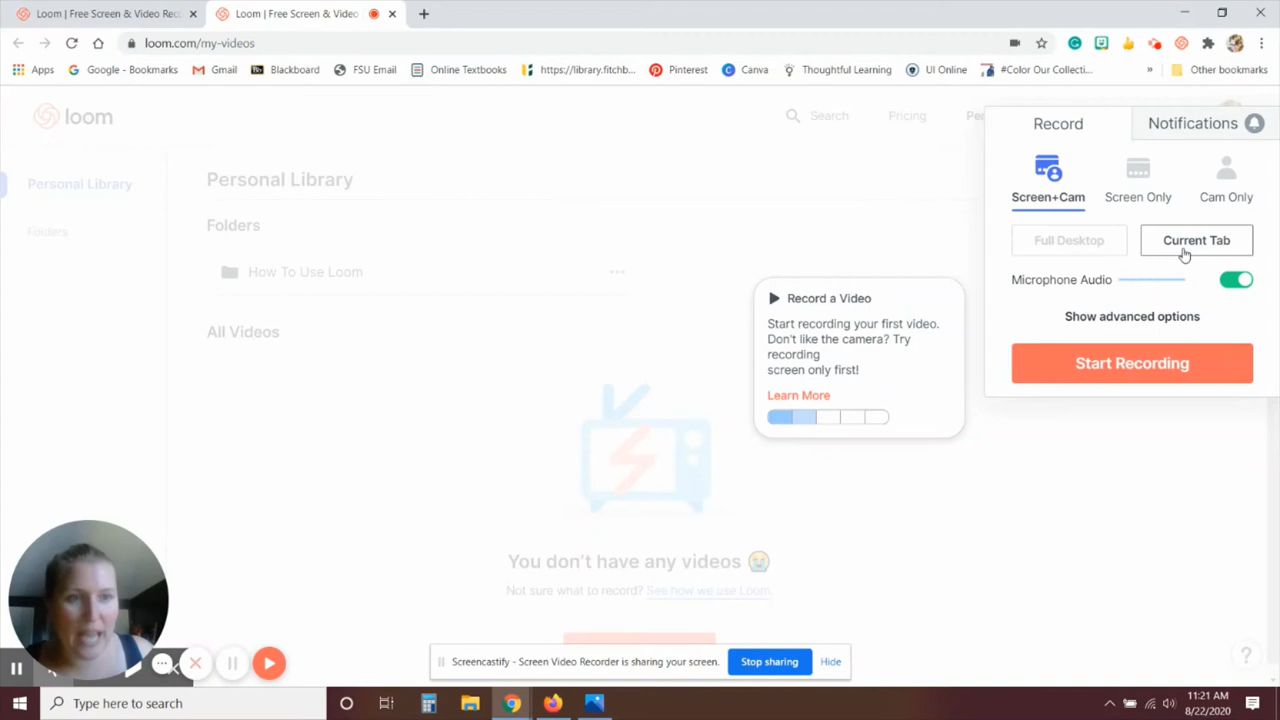 Loom | Free Screen & Video Rec
Loom | Free Screen & Video
loom.com/my-videos
Apps
Google - Bookmarks
Gmail
Blackboard
FSU Email
Online Textbooks
https://library.fitchb...
Pinterest
Canva
Thoughtful Learning
UI Online
#Color Our Collecti...
»
Other bookmarks
loom
Search
Pricing
Pe
Record
Notifications
Screen+Cam
Screen Only
Cam Only
Full Desktop
Current Tab
Microphone Audio
Show advanced options
Start Recording
Personal Library
Folders
Personal Library
Folders
How To Use Loom
All Videos
Record a Video
Start recording your first video.
Don't like the camera? Try
recording
screen only first!
Learn More
You don't have any videos 😭
Not sure what to record? See how we use Loom.
Screencastify - Screen Video Recorder is sharing your screen.
Stop sharing
Hide
?
Type here to search
11:21 AM
8/22/2020